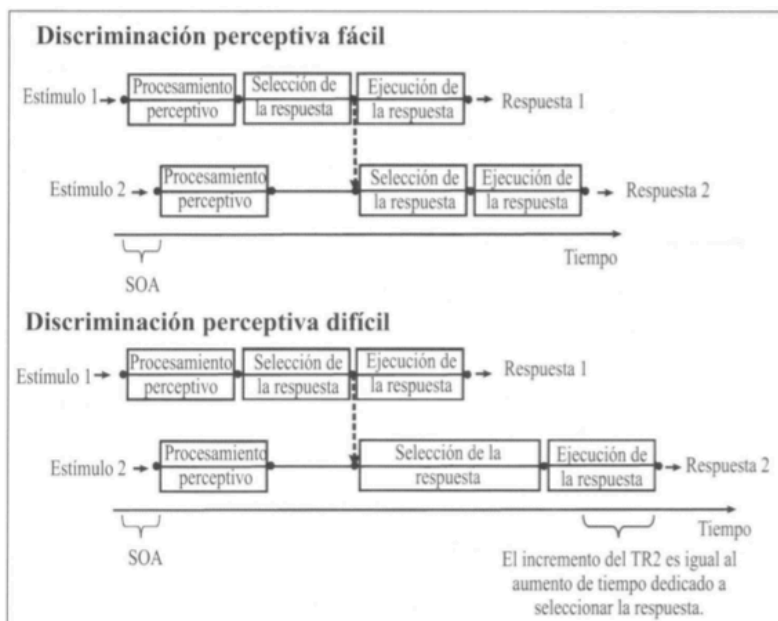 Discriminación perceptiva fácil
Estímulo 1
Procesamiento
perceptivo
Selección de
la respuesta
Ejecución de
la respuesta
Respuesta 1
Estímulo 2
Procesamiento
perceptivo
Selección de
la respuesta
Ejecución de
la respuesta
Respuesta 2
SOA
Tiempo
Discriminación perceptiva difícil
Estímulo 1
Procesamiento
perceptivo
Selección de
la respuesta
Ejecución de
la respuesta
Respuesta 1
Estímulo 2
Procesamiento
perceptivo
Selección de la
respuesta
Ejecución de
la respuesta
Respuesta 2
SOA
Tiempo
El incremento del TR2 es igual al
aumento de tiempo dedicado a
seleccionar la respuesta.